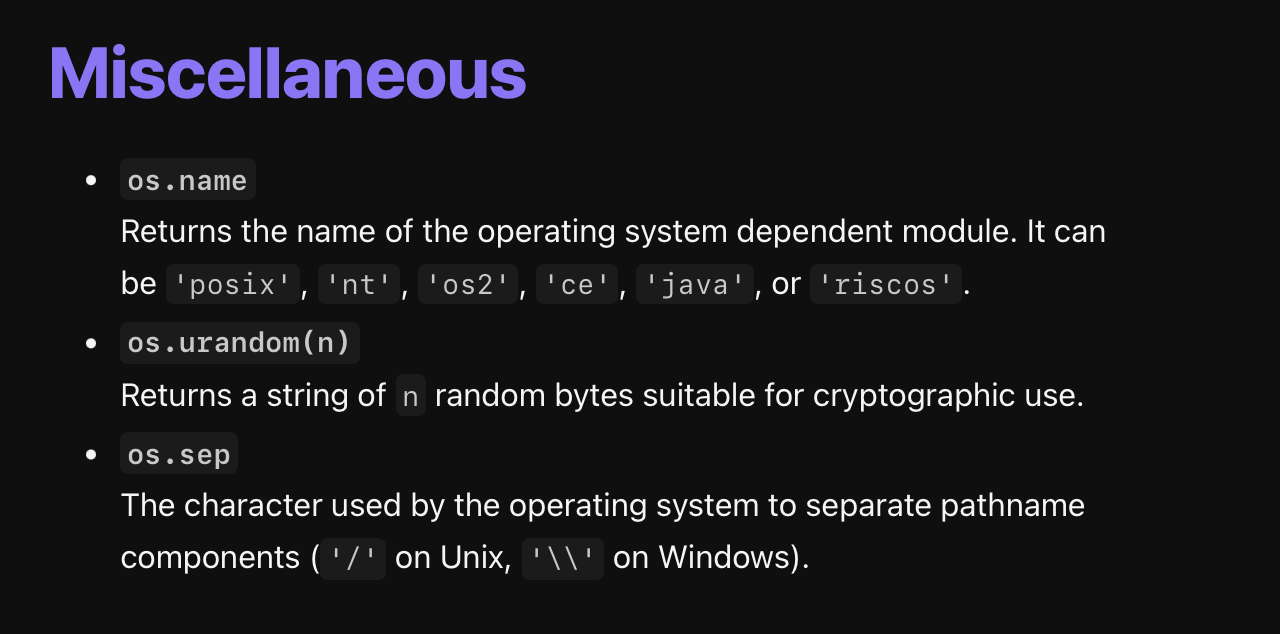 Miscellaneous
• os.name
Returns the name of the operating system dependent module. It can
be 'posix', 'nt', 'os2', 'ce', 'java', or 'riscos'.
• os.urandom(n)
Returns a string of n random bytes suitable for cryptographic use.
• os.sep
The character used by the operating system to separate pathname
components ('/' on Unix, '\\' on Windows).